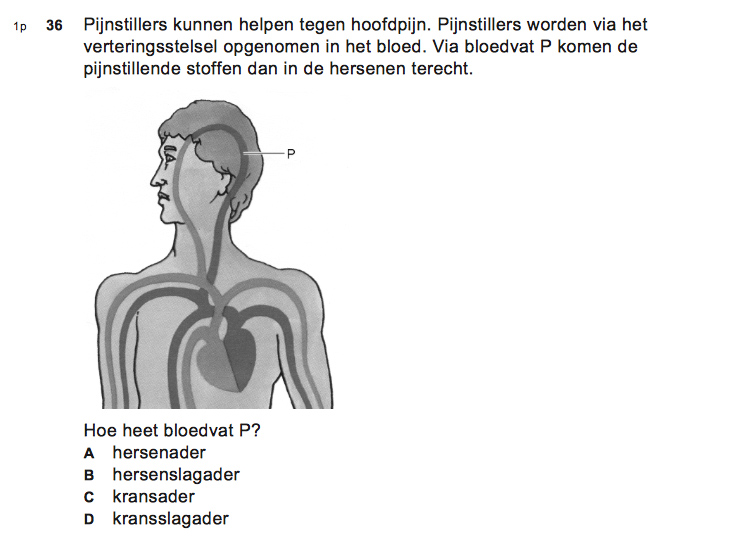 1p 36 Pijnstillers kunnen helpen tegen hoofdpijn. Pijnstillers worden via het
verteringsstelsel opgenomen in het bloed. Via bloedvat P komen de
pijnstillende stoffen dan in de hersenen terecht.
P
Hoe heet bloedvat P?
A hersenader
B hersenslagader
C kransader
D kransslagader